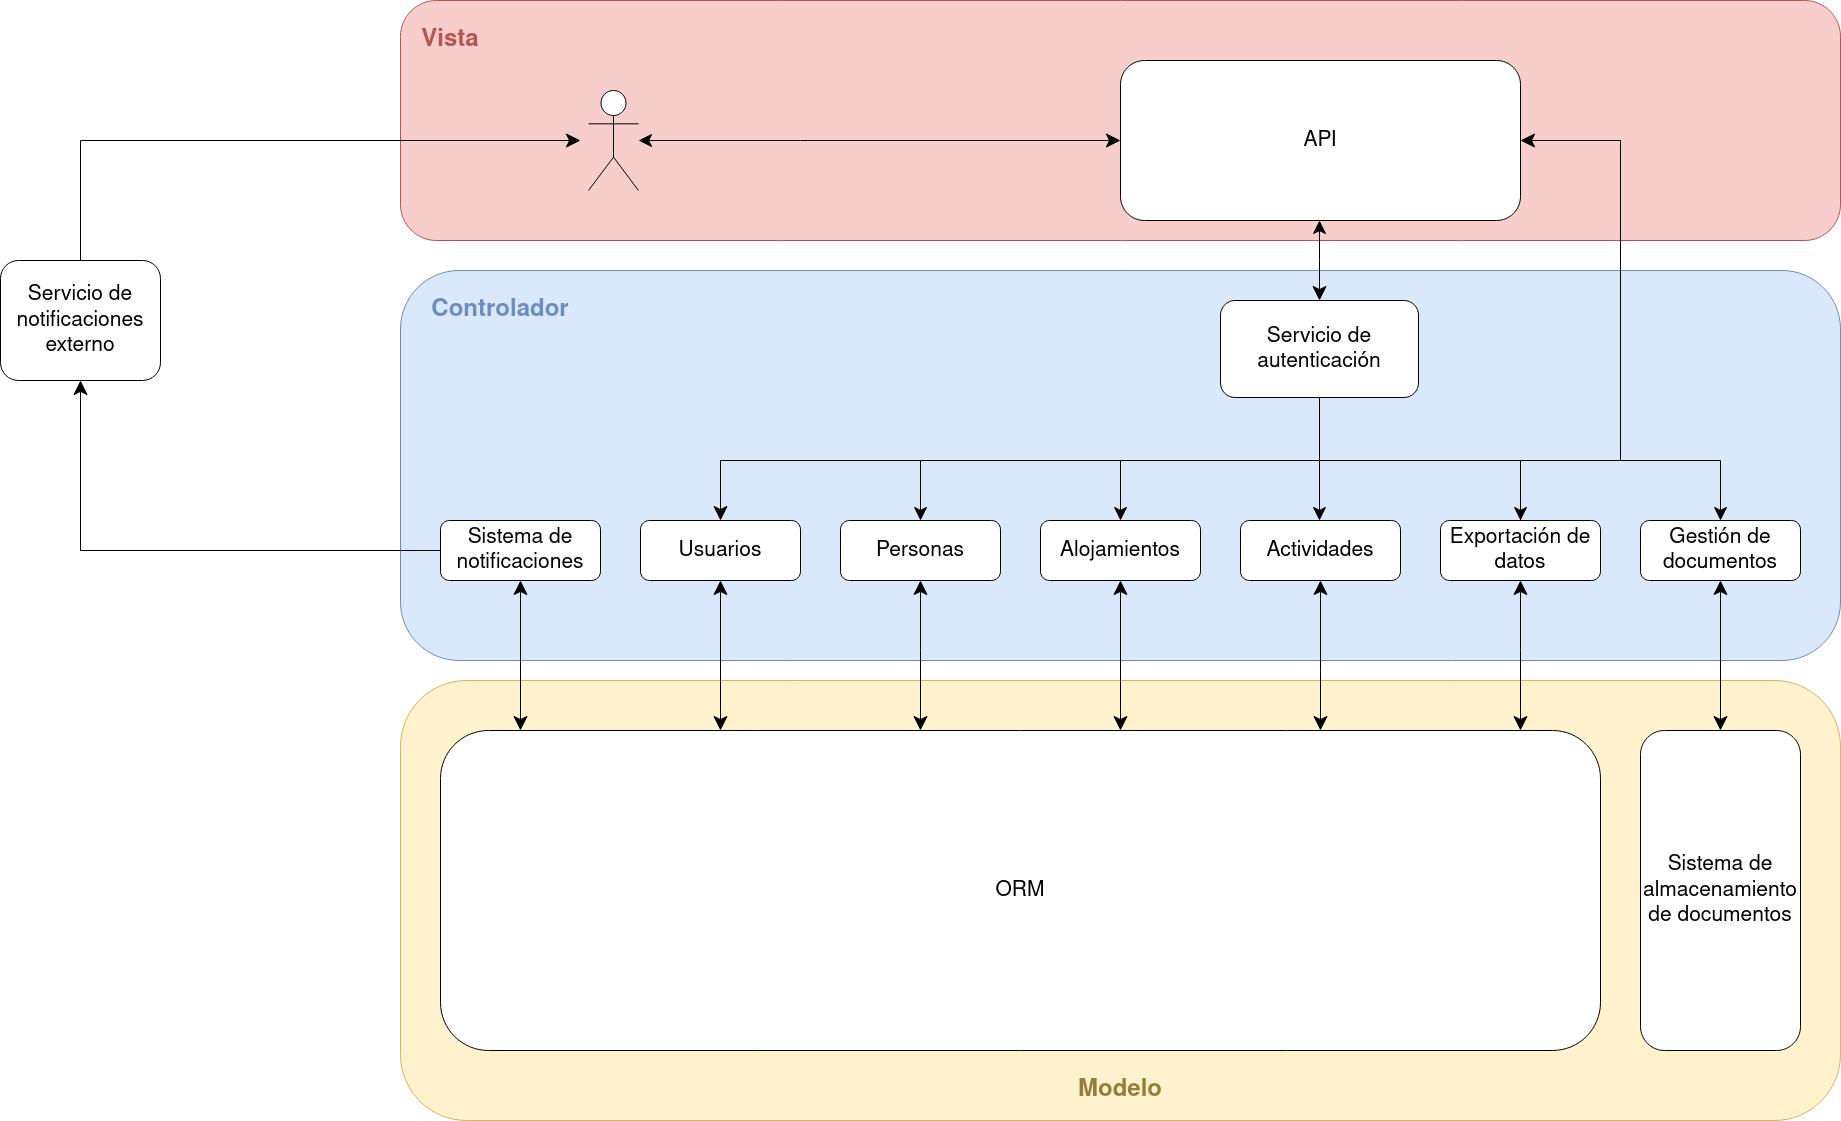 Vista
API
Servicio de
notificaciones
externo
Controlador
Servicio de
autenticación
Sistema de
notificaciones
Usuarios
Personas
Alojamientos
Actividades
Exportación de
datos
Gestión de
documentos
ORM
Sistema de
almacenamiento
de documentos
Modelo